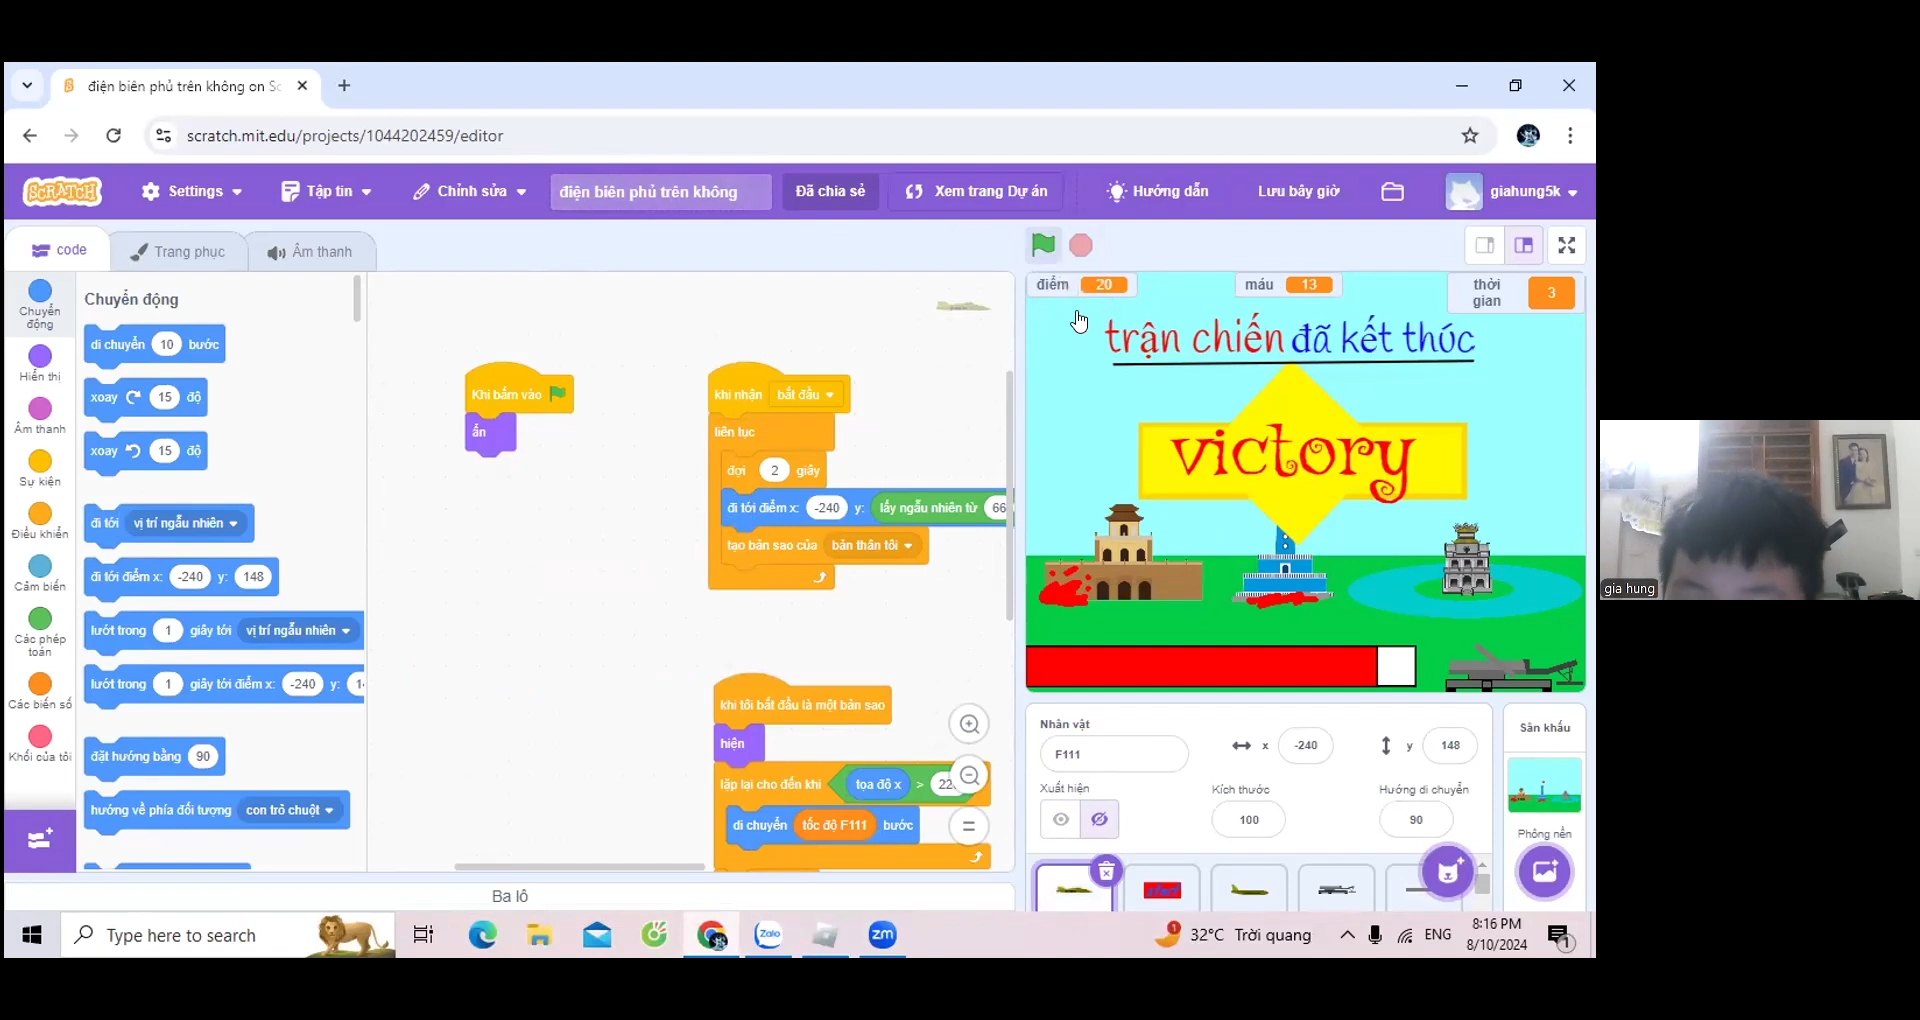 điện biên phủ trên không on Sc
scratch.mit.edu/projects/1044202459/editor
SCRATCH
Settings
Tập tin
Chỉnh sửa
điện biên phủ trên không
Đã chia sẻ
Xem trang Dự án
Hướng dẫn
Lưu bây giờ
giahung5k
code
Trang phục
Âm thanh
Chuyển động
Hiển thị
Âm thanh
Sự kiện
Điều khiển
Cảm biến
Các phép toán
Các biến số
Khối của tôi
Chuyển động
di chuyển 10 bước
xoay 15 độ
xoay 15 độ
đi tới vị trí ngẫu nhiên
đi tới điểm x: -240 y: 148
lướt trong 1 giây tới vị trí ngẫu nhiên
lướt trong 1 giây tới điểm x: -240 y:
đặt hướng bằng 90
hướng về phía đối tượng con trỏ chuột
Khi bấm vào
ẩn
khi nhận bắt đầu
liên tục
đợi 2 giây
đi tới điểm x: -240 y: lấy ngẫu nhiên từ 66
tạo bản sao của bản thân tôi
khi tôi bắt đầu là một bản sao
hiện
lặp lại cho đến khi tọa độ x > 22
di chuyển tốc độ F111 bước
Ba lô
điểm 20
máu 13
thời gian 3
trận chiến đã kết thúc
victory
Nhân vật
F111
x -240
y 148
Xuất hiện
Kích thước
100
Hướng di chuyển
90
Sân khấu
Phông nền
start
gia hung
Type here to search
Zalo
zm
1
32°C Trời quang
ENG
8:16 PM
8/10/2024
1